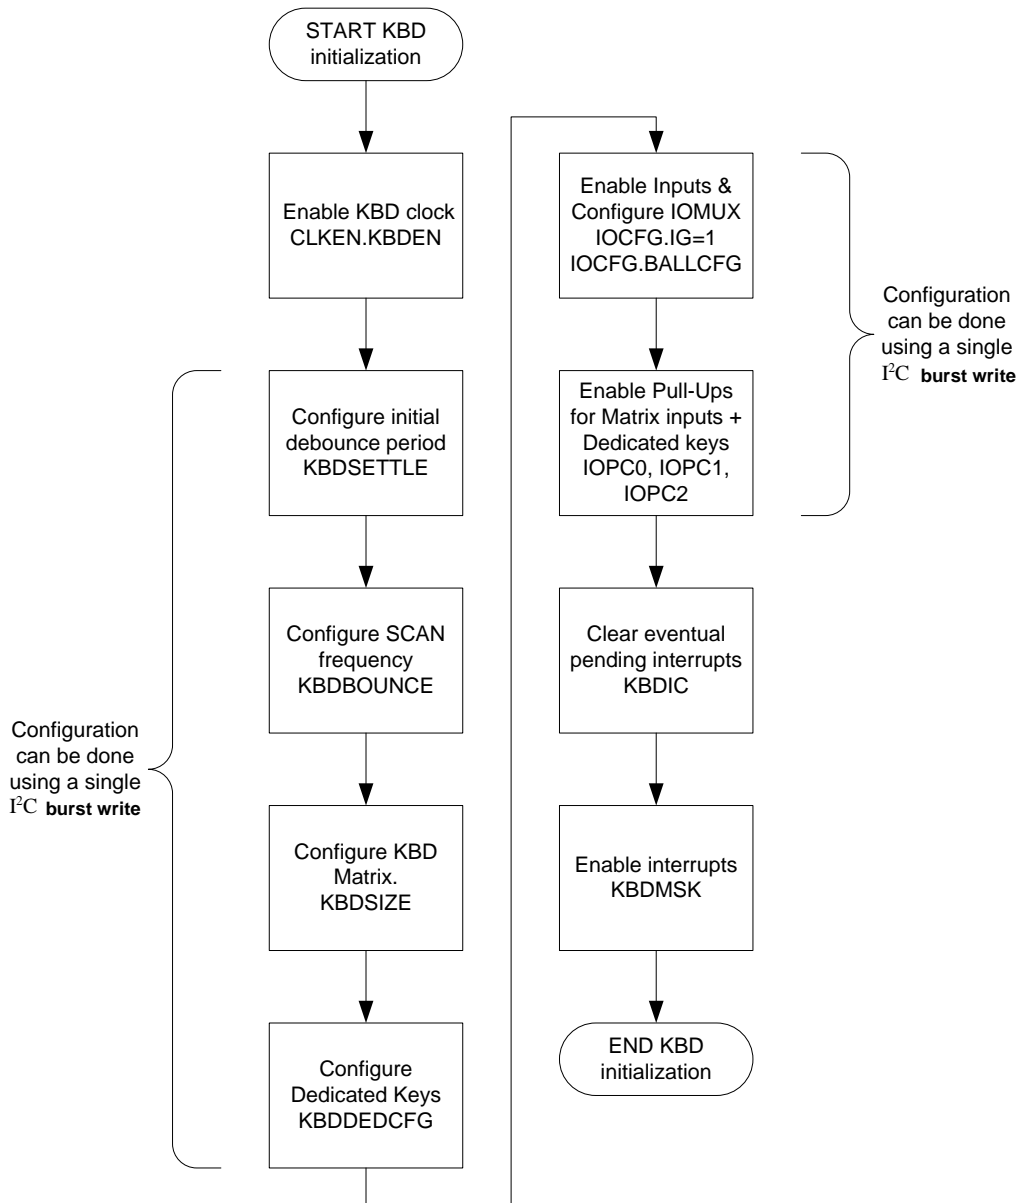 START KBD
initialization
Enable KBD clock
CLKEN.KBDEN
Configure initial
debounce period
KBDSETTLE
Configure SCAN
frequency
KBDBOUNCE
Configure KBD
Matrix.
KBDSIZE
Configure
Dedicated Keys
KBDDEDCFG
Configuration
can be done
using a single
I²C burst write
Enable Inputs &
Configure IOMUX
IOCFG.IG=1
IOCFG.BALLCFG
Enable Pull-Ups
for Matrix inputs +
Dedicated keys
IOPC0, IOPC1,
IOPC2
Configuration
can be done
using a single
I²C burst write
Clear eventual
pending interrupts
KBDIC
Enable interrupts
KBDMSK
END KBD
initialization